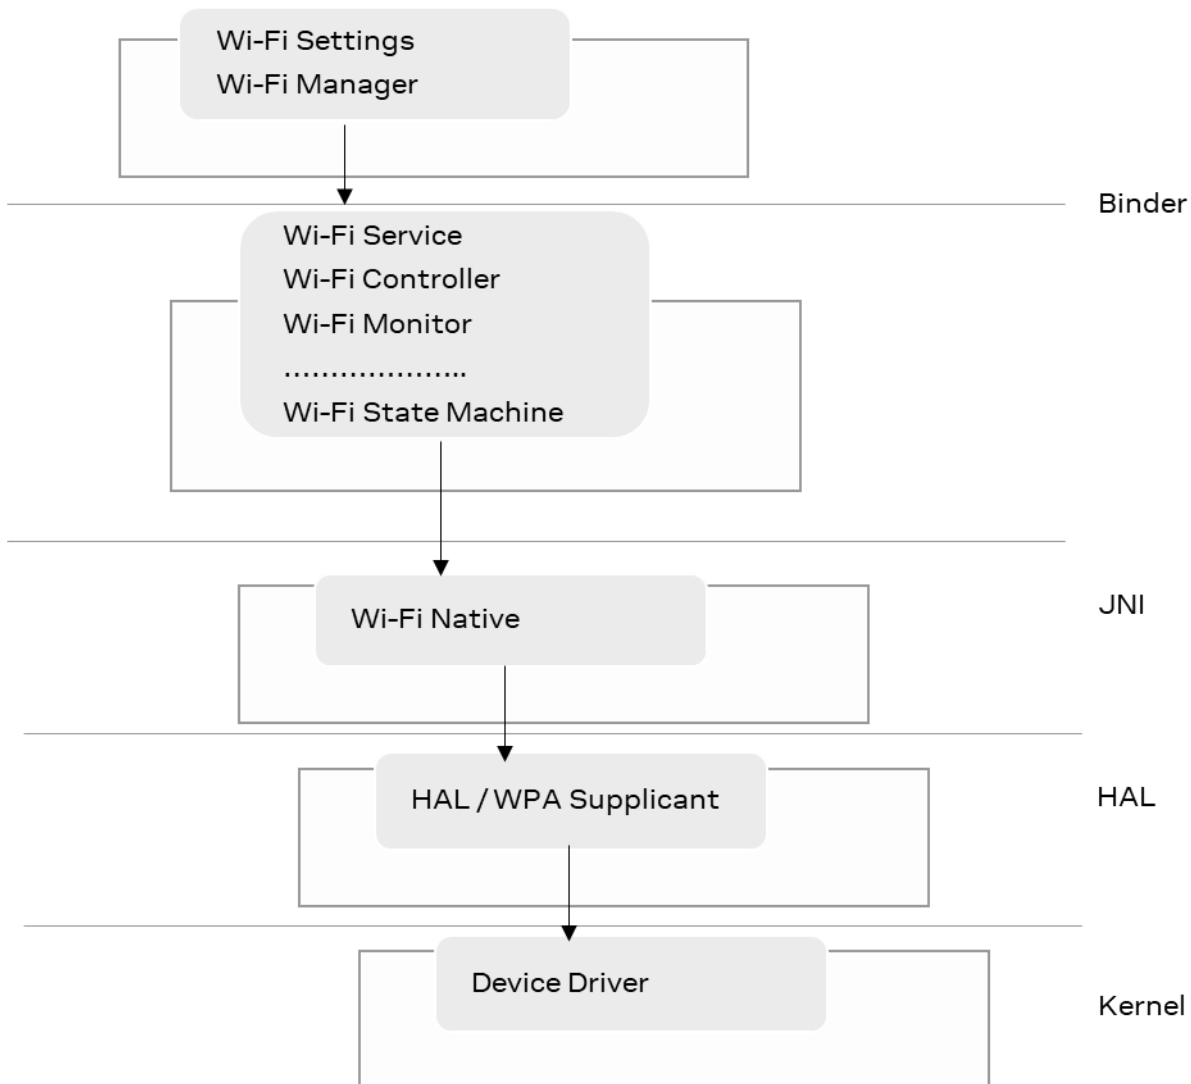 Wi-Fi Settings
Wi-Fi Manager
Binder
Wi-Fi Service
Wi-Fi Controller
Wi-Fi Monitor
......................
Wi-Fi State Machine
Wi-Fi Native
JNI
HAL / WPA Supplicant
HAL
Device Driver
Kernel